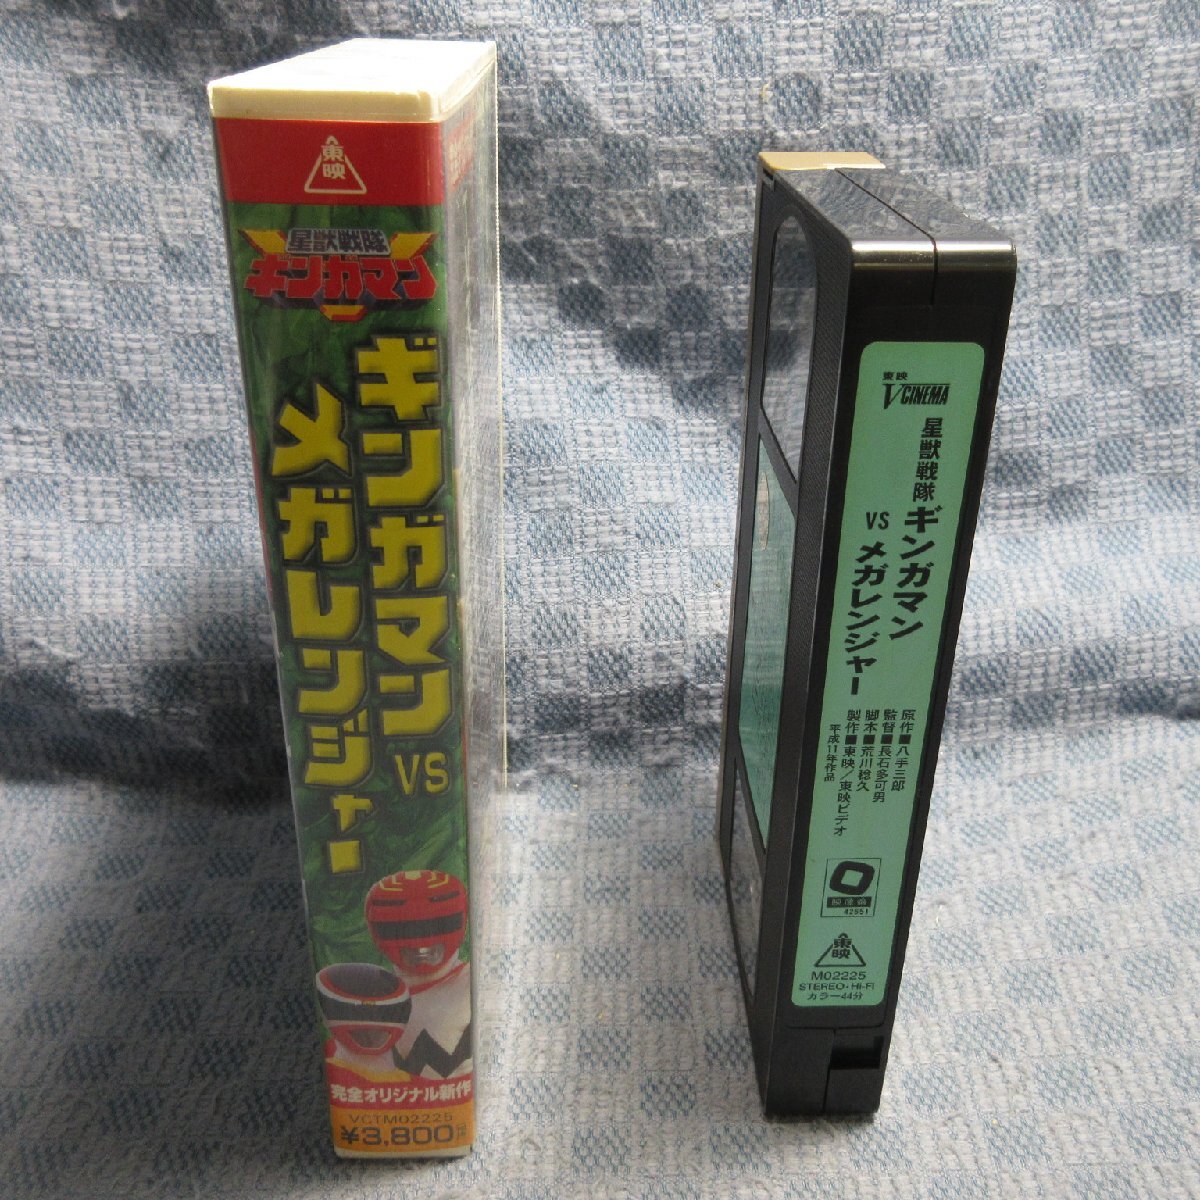 東映
星獣戦隊
ギンガマン
ギンガマン VS
メガレンジャー
完全オリジナル新作
VCTM02225
¥3,800
東映
V CINEMA
星獣戦隊 ギンガマン
VS メガレンジャー
原作■八手三郎
監督■長石多可男
脚本■荒川稔久
製作■東映/東映ビデオ
平成11年作品
映像倫
42651
東映
M02225
STEREO・Hi-Fi
カラー44分